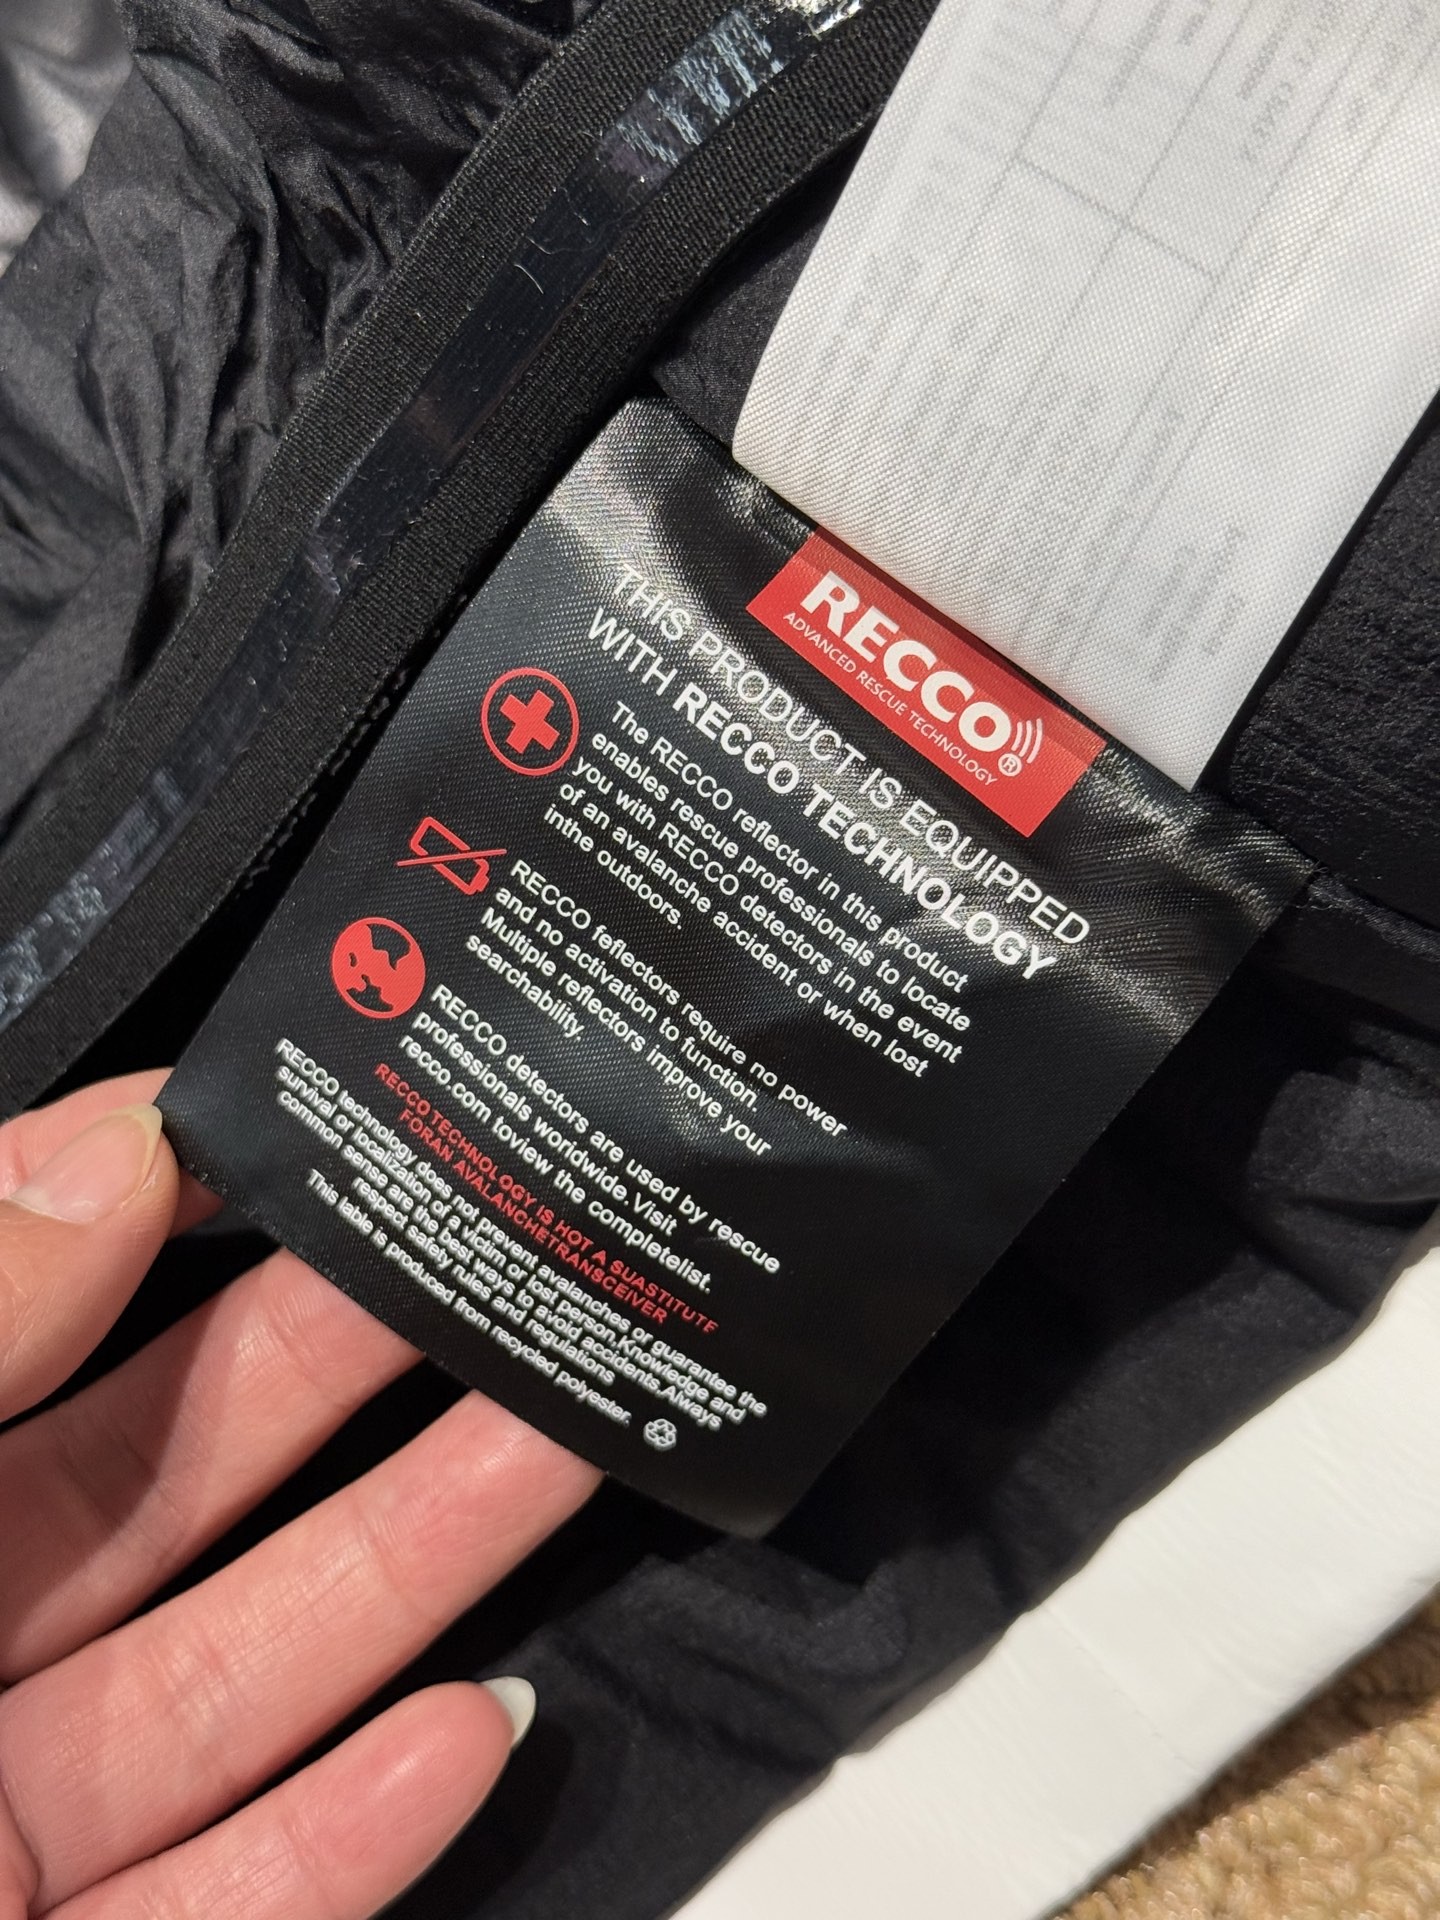 RECCO®
ADVANCED RESCUE TECHNOLOGY
THIS PRODUCT IS EQUIPPED
WITH RECCO TECHNOLOGY
The RECCO reflector in this product
enables rescue professionals to locate
you with RECCO detectors in the event
of an avalanche accident or when lost
inthe outdoors.
RECCO feflectors require no power
and no activation to function.
Multiple reflectors improve your
searchability.
RECCO detectors are used by rescue
professionals worldwide.Visit
recco.com toview the completelist.
RECCO TECHNOLOGY IS HOT A SUASTITUTE
FORAN AVALANCHETRANSCEIVER
RECCO technology does not prevent avalanches or guarantee the
survival or localization of a victim or lost person.Knowledge and
common sense are the best ways to avoid accidents.Always
respect safety rules and regulations
This lable is produced from recycled polyester.